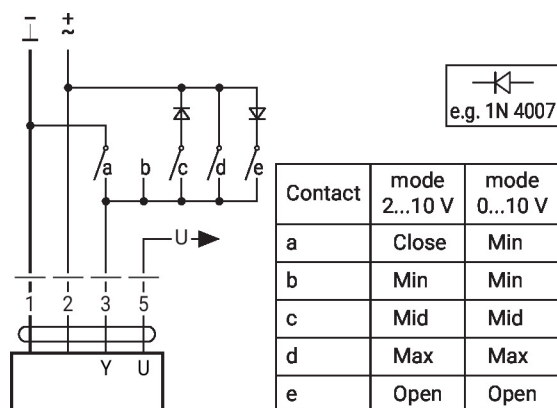 − +
⊥ ~
e.g. 1N 4007
a b c d e
U
1 2 3 5
Y U
Contact mode 2...10 V mode 0...10 V
a Close Min
b Min Min
c Mid Mid
d Max Max
e Open Open